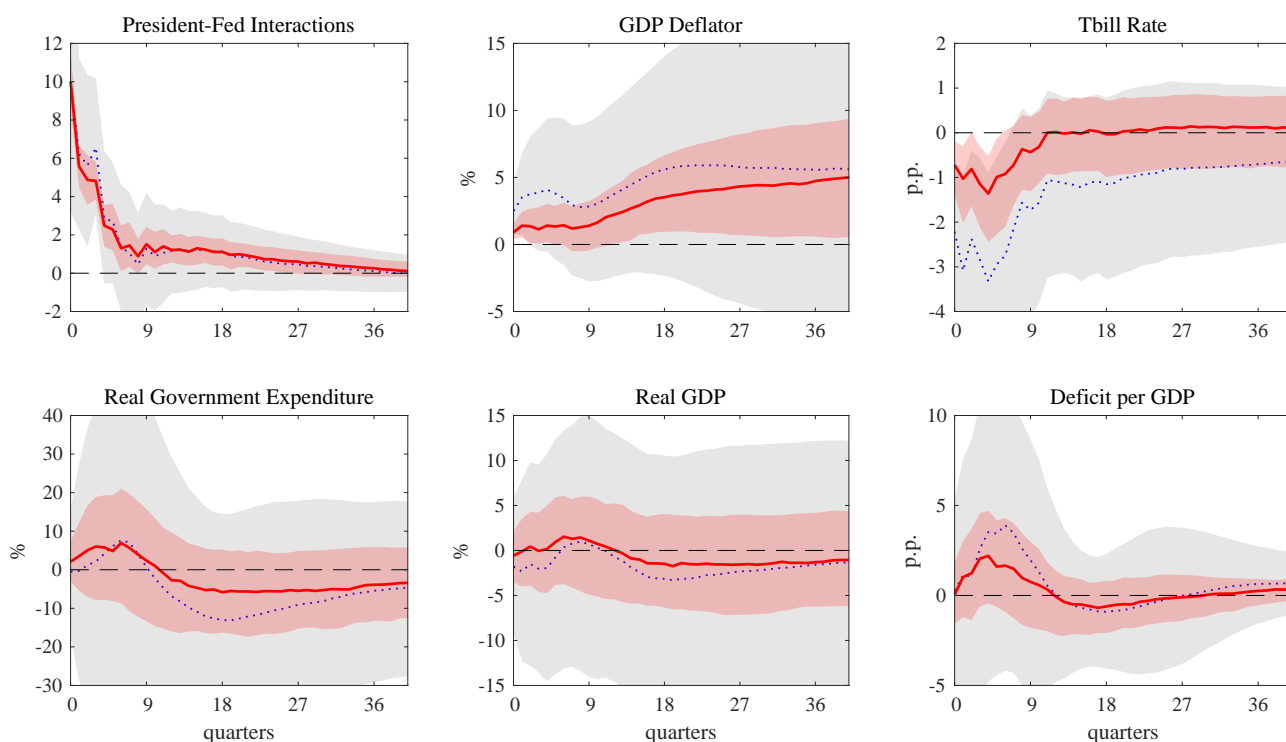 President-Fed Interactions
12
10
8
6
4
2
0
-2
0 9 18 27 36
GDP Deflator
%
15
10
5
0
-5
0 9 18 27 36
Tbill Rate
p.p.
2
1
0
-1
-2
-3
-4
0 9 18 27 36
Real Government Expenditure
%
40
30
20
10
0
-10
-20
-30
0 9 18 27 36
quarters
Real GDP
%
15
10
5
0
-5
-10
-15
0 9 18 27 36
quarters
Deficit per GDP
p.p.
10
5
0
-5
0 9 18 27 36
quarters